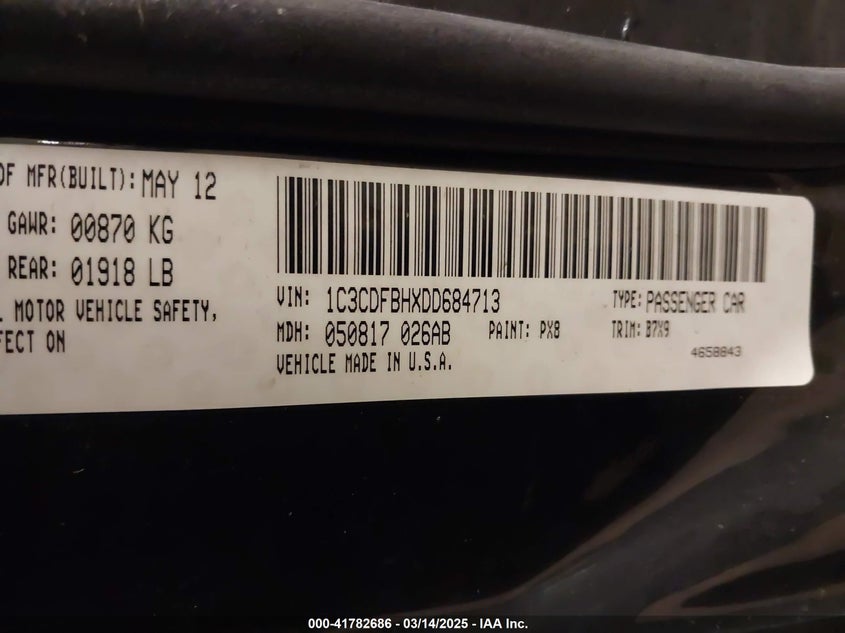 OF MFR(BUILT): MAY 12
GAWR: 00870 KG
REAR: 01918 LB
MOTOR VEHICLE SAFETY,
ON
VIN: 1C3CDFBHXDD684713 TYPE: PASSENGER CAR
MDH: 050817 026AB PAINT: PX8 TRIM: B7X9
VEHICLE MADE IN U.S.A.
4658843
000-41782686 - 03/14/2025 - IAA Inc.